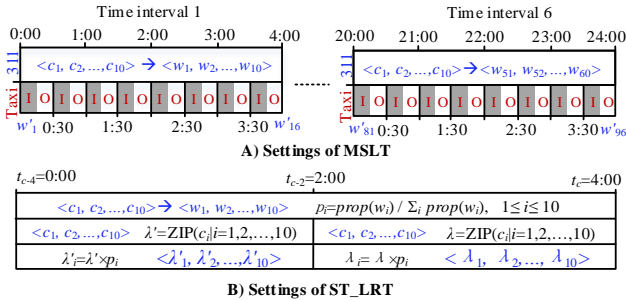 Time interval 1
Time interval 6
0:00 1:00 2:00 3:00 4:00
20:00 21:00 22:00 23:00 24:00
311 <c1, c2,...,c10> → <w1, w2,...,w10>
311 <c1, c2,...,c10> → <w51, w52,...,w60>
Taxi I O I O I O I O I O I O I O I O
Taxi I O I O I O I O I O I O I O I O
w'1 0:30 1:30 2:30 3:30 w'16
w'81 0:30 1:30 2:30 3:30 w'96
A) Settings of MSLT
tc-4=0:00 tc-2=2:00 tc=4:00
<c1, c2,...,c10> → <w1, w2,...,w10> pi=prop(wi) / Σi prop(wi), 1≤i≤10
<c1, c2,...,c10> λ'=ZIP(ci|i=1,2,...,10) <c1, c2,...,c10> λ=ZIP(ci|i=1,2,...,10)
λ'i=λ'×pi <λ'1, λ'2,...,λ'10> λi= λ×pi < λ1, λ2,..., λ10>
B) Settings of ST_LRT